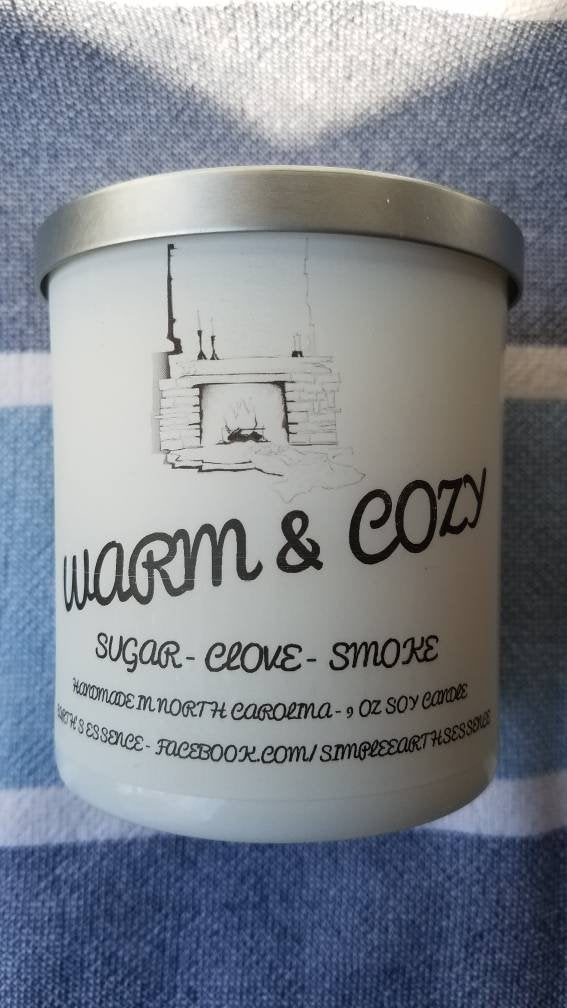 WARM & COZY
SUGAR - CLOVE - SMOKE
HANDMADE IN NORTH CAROLINA - 9 OZ SOY CANDLE
ESSENCE - FACEBOOK.COM/SIMPLEEARTHSESSENCE